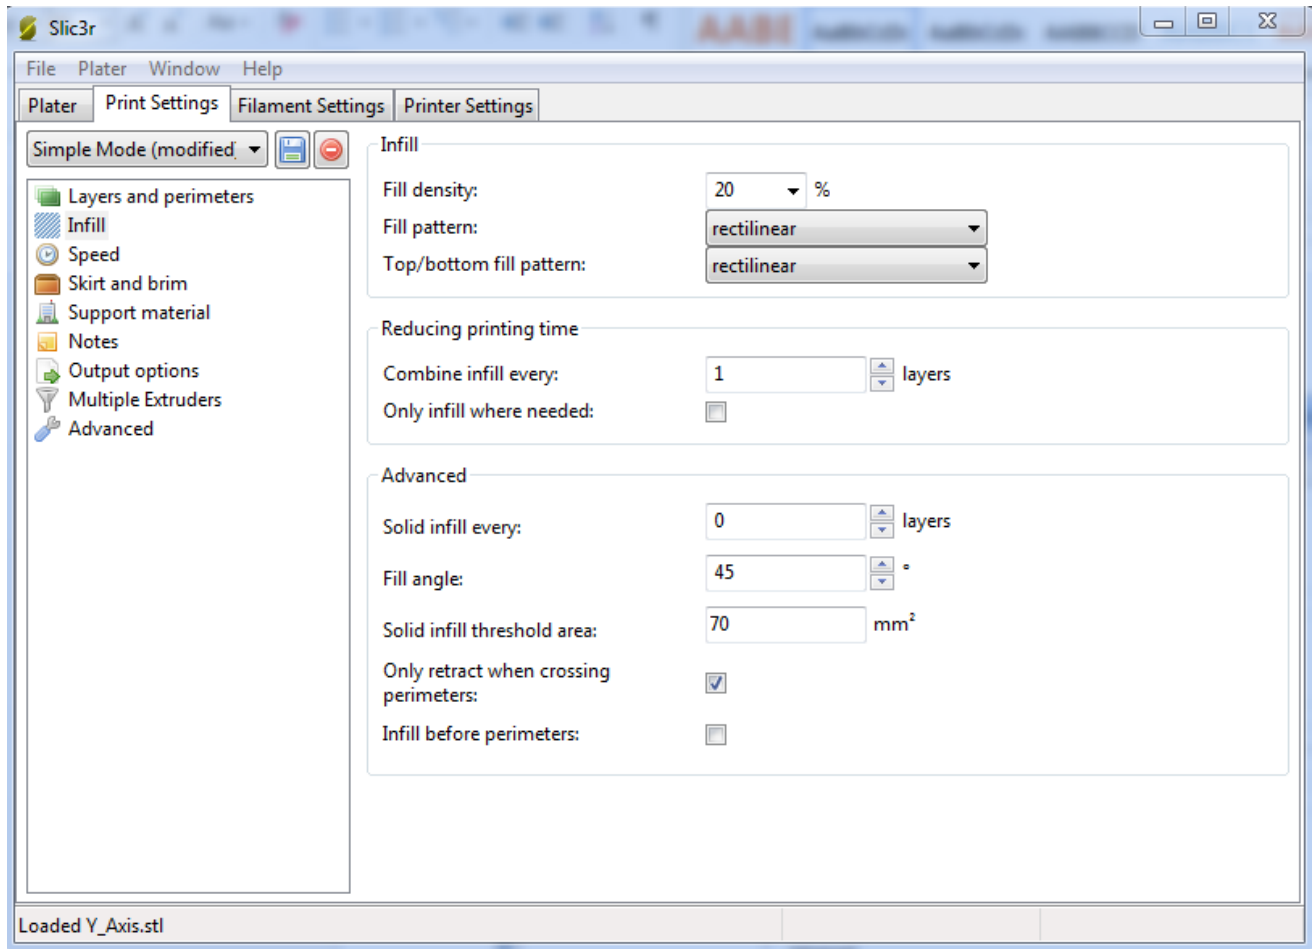 Slic3r
File Plater Window Help
Plater Print Settings Filament Settings Printer Settings
Simple Mode (modified)
Layers and perimeters
Infill
Speed
Skirt and brim
Support material
Notes
Output options
Multiple Extruders
Advanced
Infill
Fill density: 20 %
Fill pattern: rectilinear
Top/bottom fill pattern: rectilinear
Reducing printing time
Combine infill every: 1 layers
Only infill where needed:
Advanced
Solid infill every: 0 layers
Fill angle: 45 °
Solid infill threshold area: 70 mm²
Only retract when crossing
perimeters:
Infill before perimeters:
Loaded Y_Axis.stl